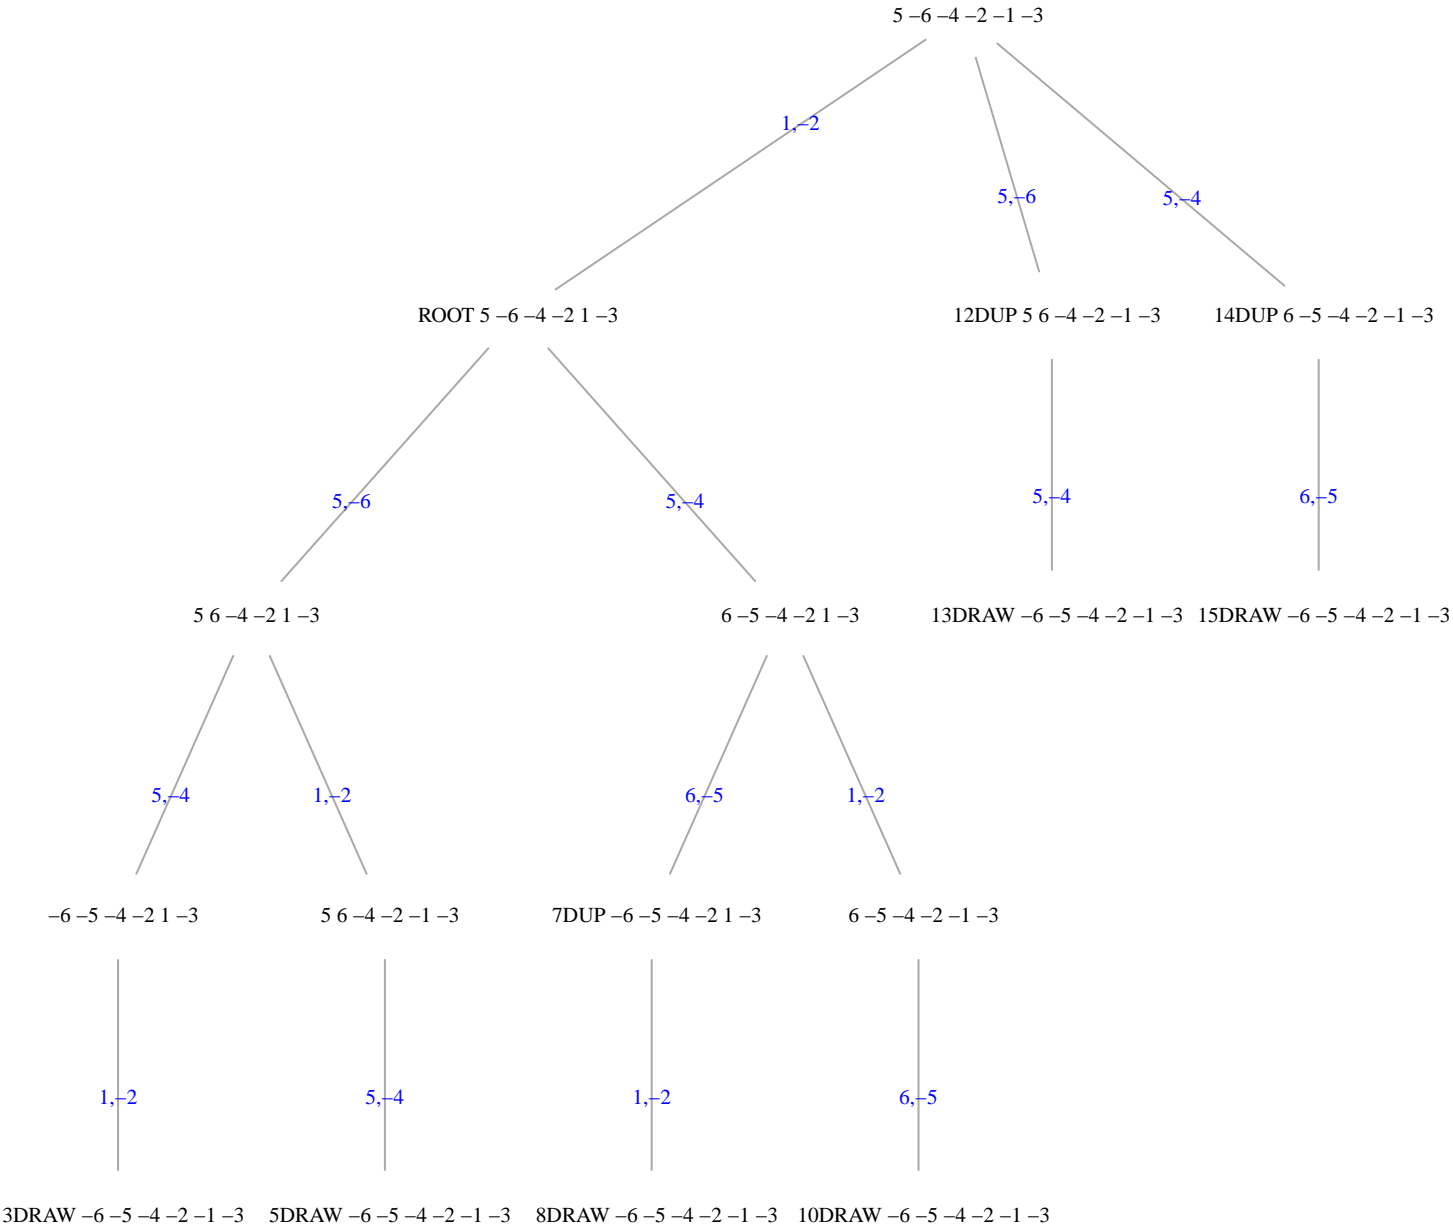 5 –6 –4 –2 –1 –3
1,–2
5,–6
5,–4
ROOT 5 –6 –4 –2 1 –3
12DUP 5 6 –4 –2 –1 –3
14DUP 6 –5 –4 –2 –1 –3
5,–6
5,–4
5,–4
6,–5
5 6 –4 –2 1 –3
6 –5 –4 –2 1 –3
13DRAW –6 –5 –4 –2 –1 –3
15DRAW –6 –5 –4 –2 –1 –3
5,–4
1,–2
6,–5
1,–2
–6 –5 –4 –2 1 –3
5 6 –4 –2 –1 –3
7DUP –6 –5 –4 –2 1 –3
6 –5 –4 –2 –1 –3
1,–2
5,–4
1,–2
6,–5
3DRAW –6 –5 –4 –2 –1 –3
5DRAW –6 –5 –4 –2 –1 –3
8DRAW –6 –5 –4 –2 –1 –3
10DRAW –6 –5 –4 –2 –1 –3